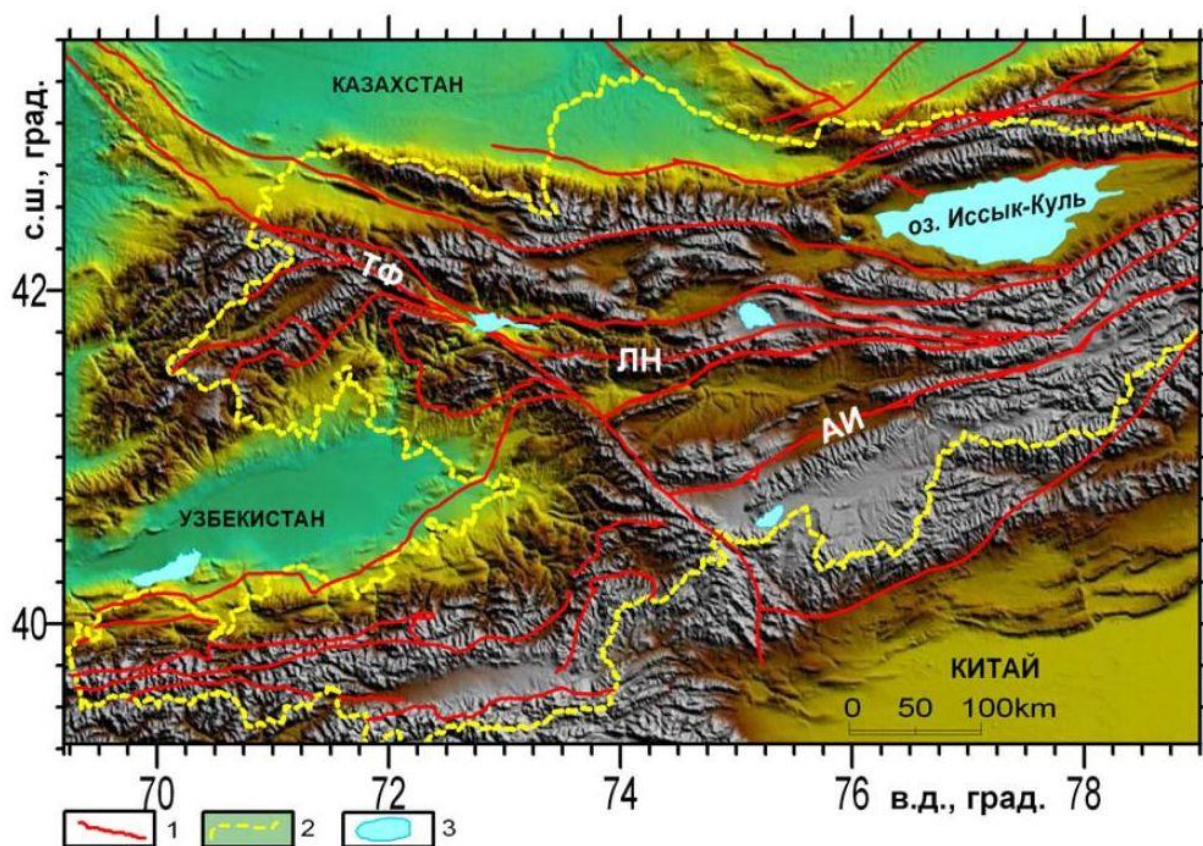 КАЗАХСТАН
с.ш., град.
оз. Иссык-Куль
ТФ
42
ЛН
АИ
УЗБЕКИСТАН
40
КИТАЙ
0 50 100km
70 72 74 76 в.д., град. 78
1 2 3